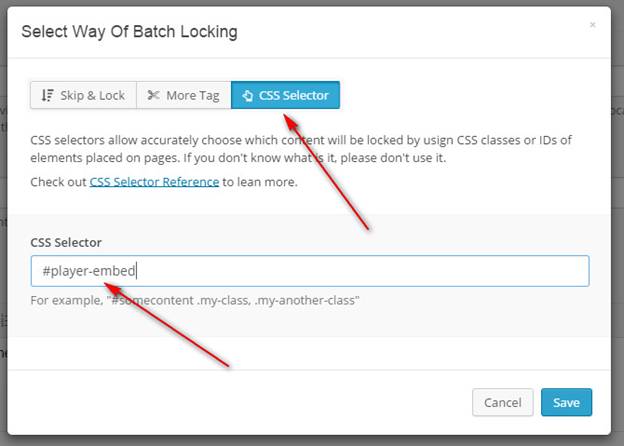 Select Way Of Batch Locking
×
Skip & Lock More Tag CSS Selector
CSS selectors allow accurately choose which content will be locked by usign CSS classes or IDs of
elements placed on pages. If you don't know what is it, please don't use it.
Check out CSS Selector Reference to lean more.
CSS Selector
#player-embed
For example, "#somecontent .my-class, .my-another-class"
Cancel Save